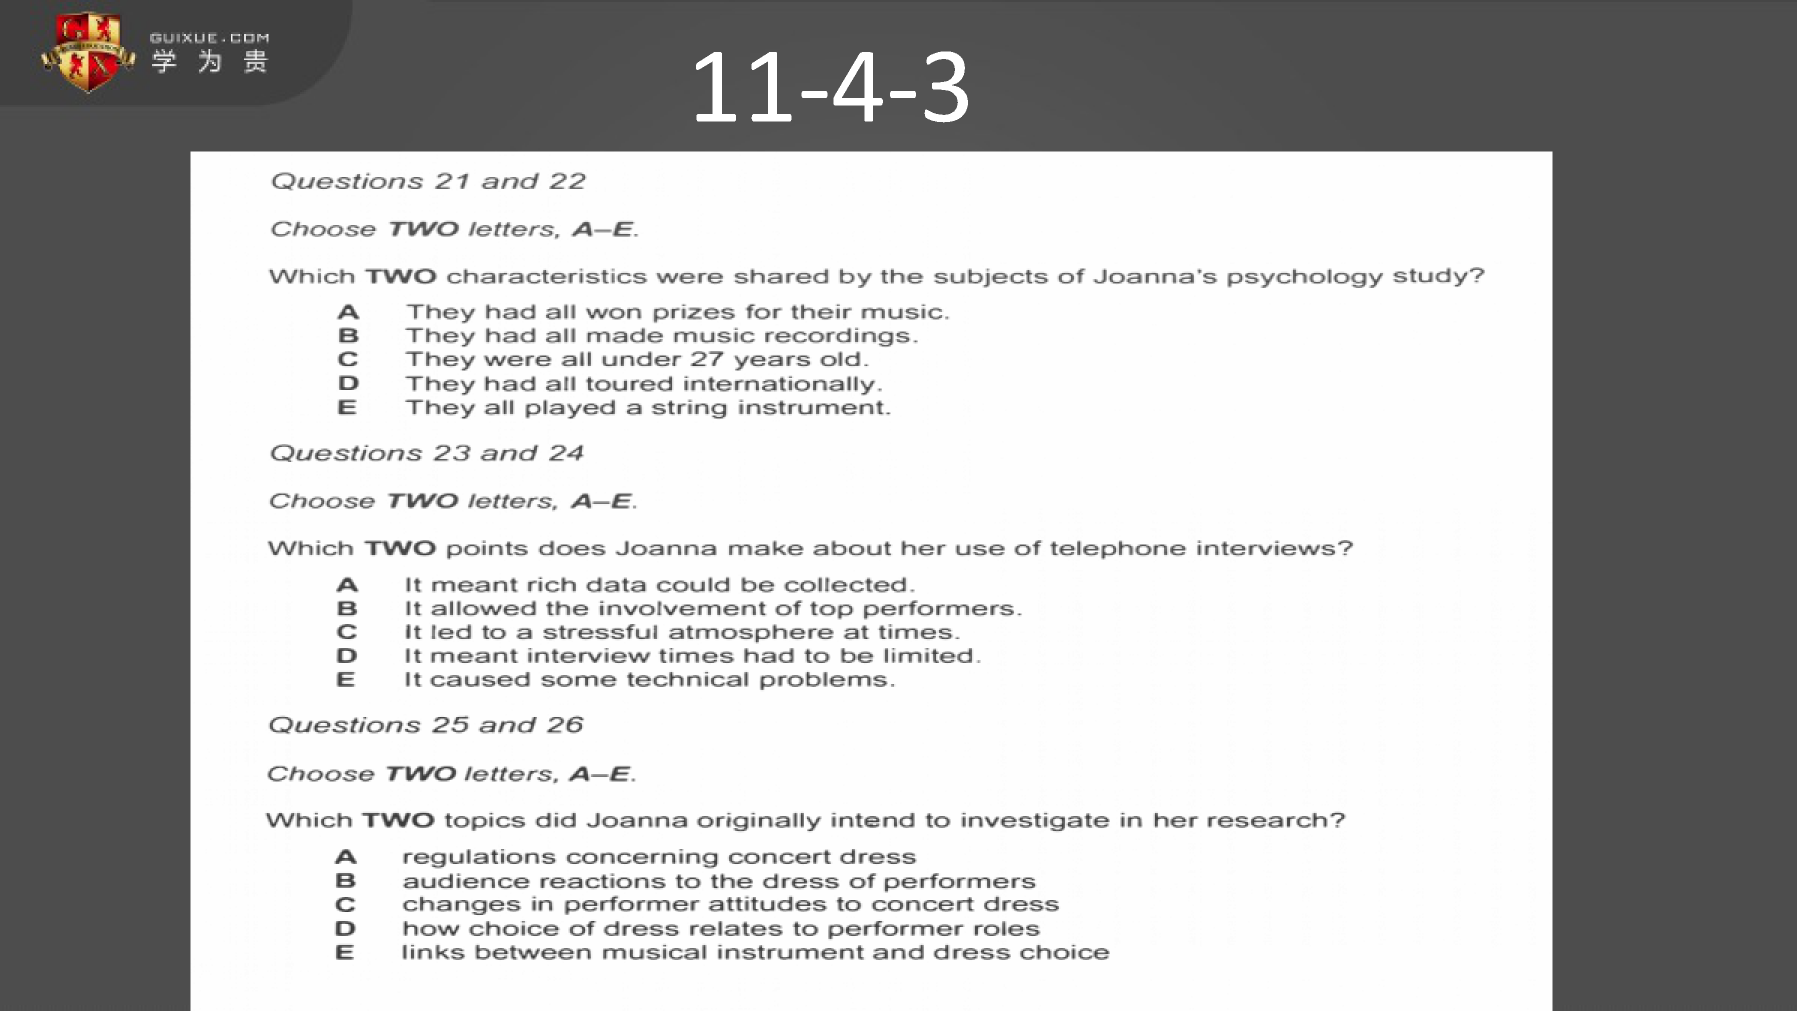 GUIXUE.COM
学为贵
11-4-3
Questions 21 and 22
Choose TWO letters, A–E.
Which TWO characteristics were shared by the subjects of Joanna's psychology study?
A They had all won prizes for their music.
B They had all made music recordings.
C They were all under 27 years old.
D They had all toured internationally.
E They all played a string instrument.
Questions 23 and 24
Choose TWO letters, A–E.
Which TWO points does Joanna make about her use of telephone interviews?
A It meant rich data could be collected.
B It allowed the involvement of top performers.
C It led to a stressful atmosphere at times.
D It meant interview times had to be limited.
E It caused some technical problems.
Questions 25 and 26
Choose TWO letters, A–E.
Which TWO topics did Joanna originally intend to investigate in her research?
A regulations concerning concert dress
B audience reactions to the dress of performers
C changes in performer attitudes to concert dress
D how choice of dress relates to performer roles
E links between musical instrument and dress choice